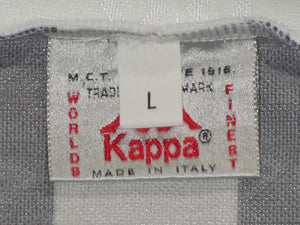 M.C.T. E 1916.
TRADE MARK
L
WORLDS
FINEST
Kappa®
MADE IN ITALY